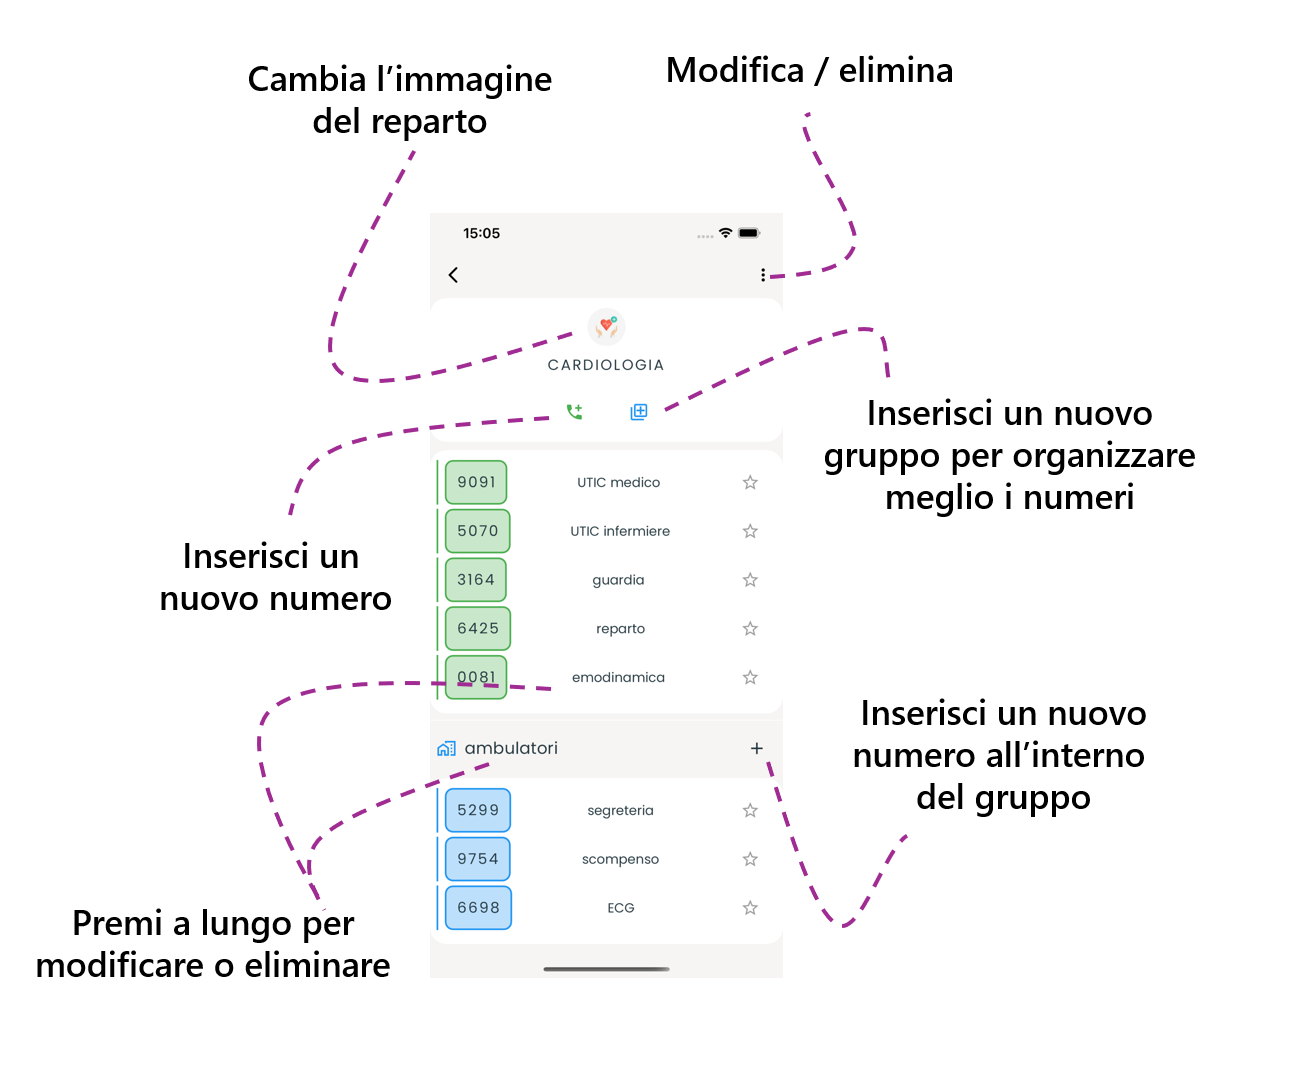 Cambia l'immagine
del reparto
Modifica / elimina
15:05
CARDIOLOGIA
Inserisci un nuovo
gruppo per organizzare
meglio i numeri
9091 UTIC medico
5070 UTIC infermiere
Inserisci un
nuovo numero
3164 guardia
6425 reparto
0081 emodinamica
ambulatori
Inserisci un nuovo
numero all'interno
del gruppo
5299 segreteria
9754 scompenso
6698 ECG
Premi a lungo per
modificare o eliminare